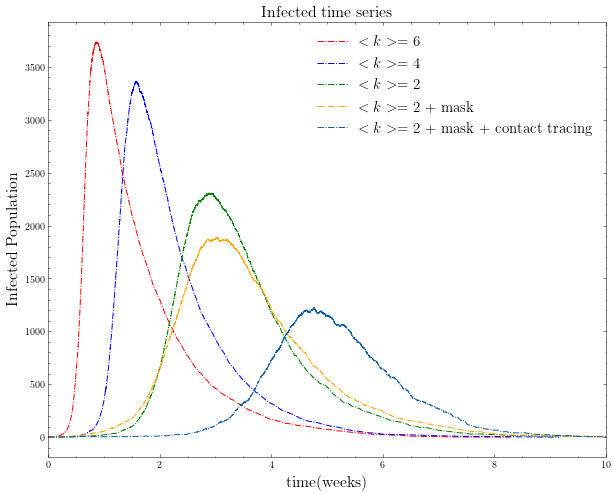 Infected time series
< k >= 6
< k >= 4
< k >= 2
< k >= 2 + mask
< k >= 2 + mask + contact tracing
Infected Population
3500
3000
2500
2000
1500
1000
500
0
0 2 4 6 8 10
time(weeks)